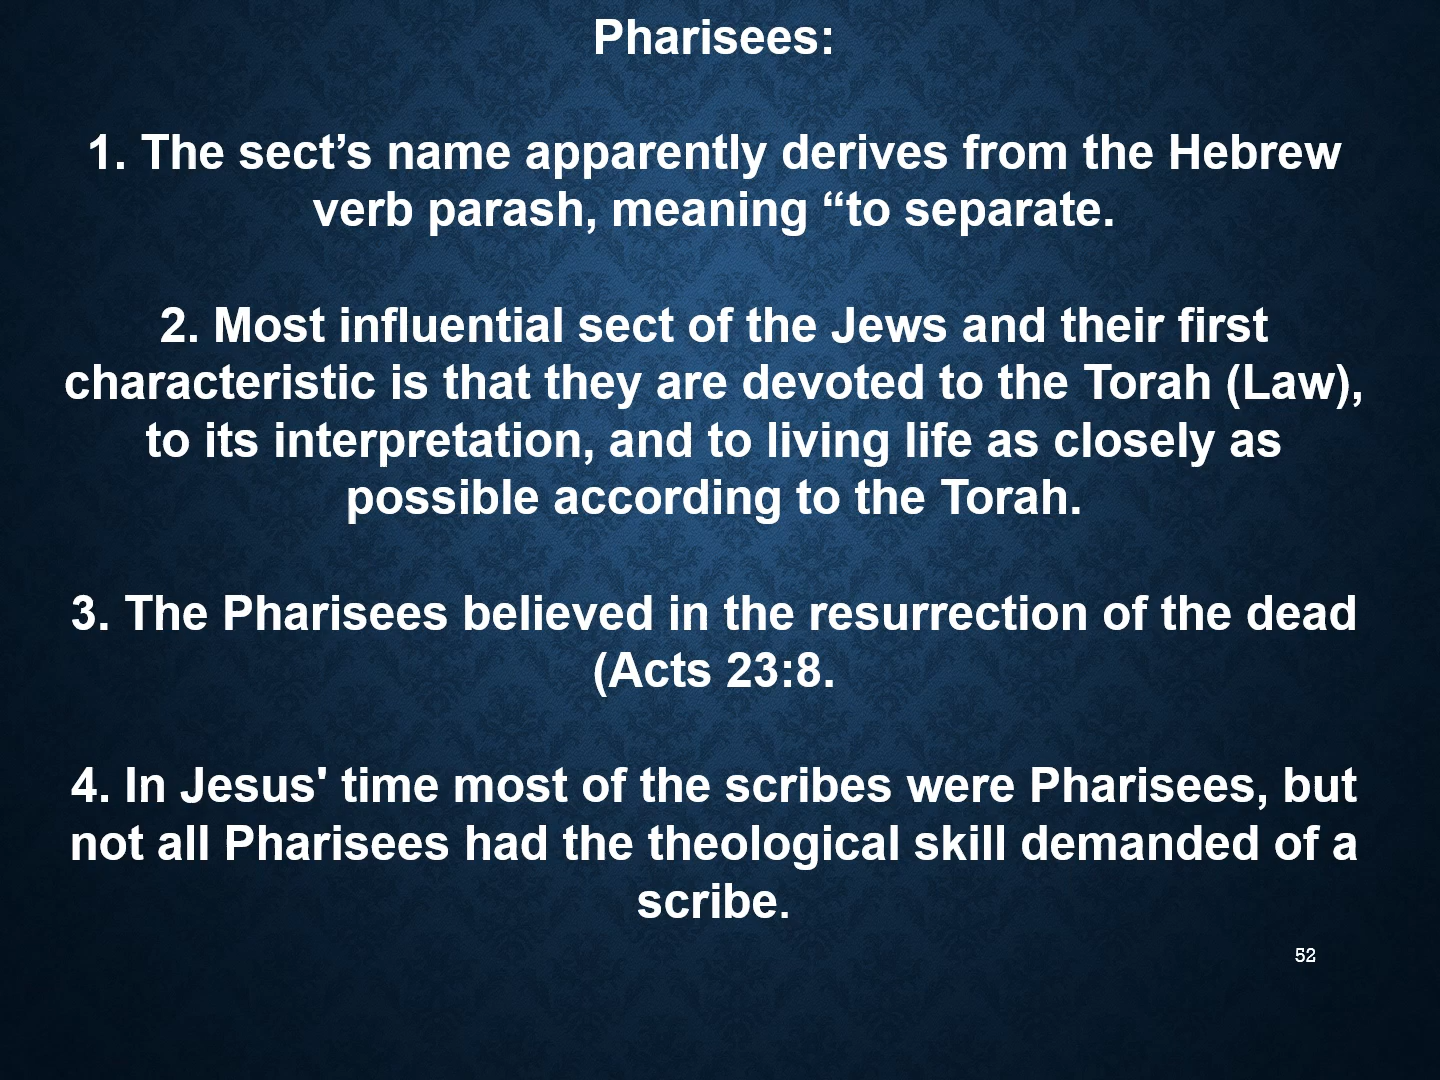 Pharisees:
1. The sect’s name apparently derives from the Hebrew
verb parash, meaning “to separate.
2. Most influential sect of the Jews and their first
characteristic is that they are devoted to the Torah (Law),
to its interpretation, and to living life as closely as
possible according to the Torah.
3. The Pharisees believed in the resurrection of the dead
(Acts 23:8.
4. In Jesus' time most of the scribes were Pharisees, but
not all Pharisees had the theological skill demanded of a
scribe.
52